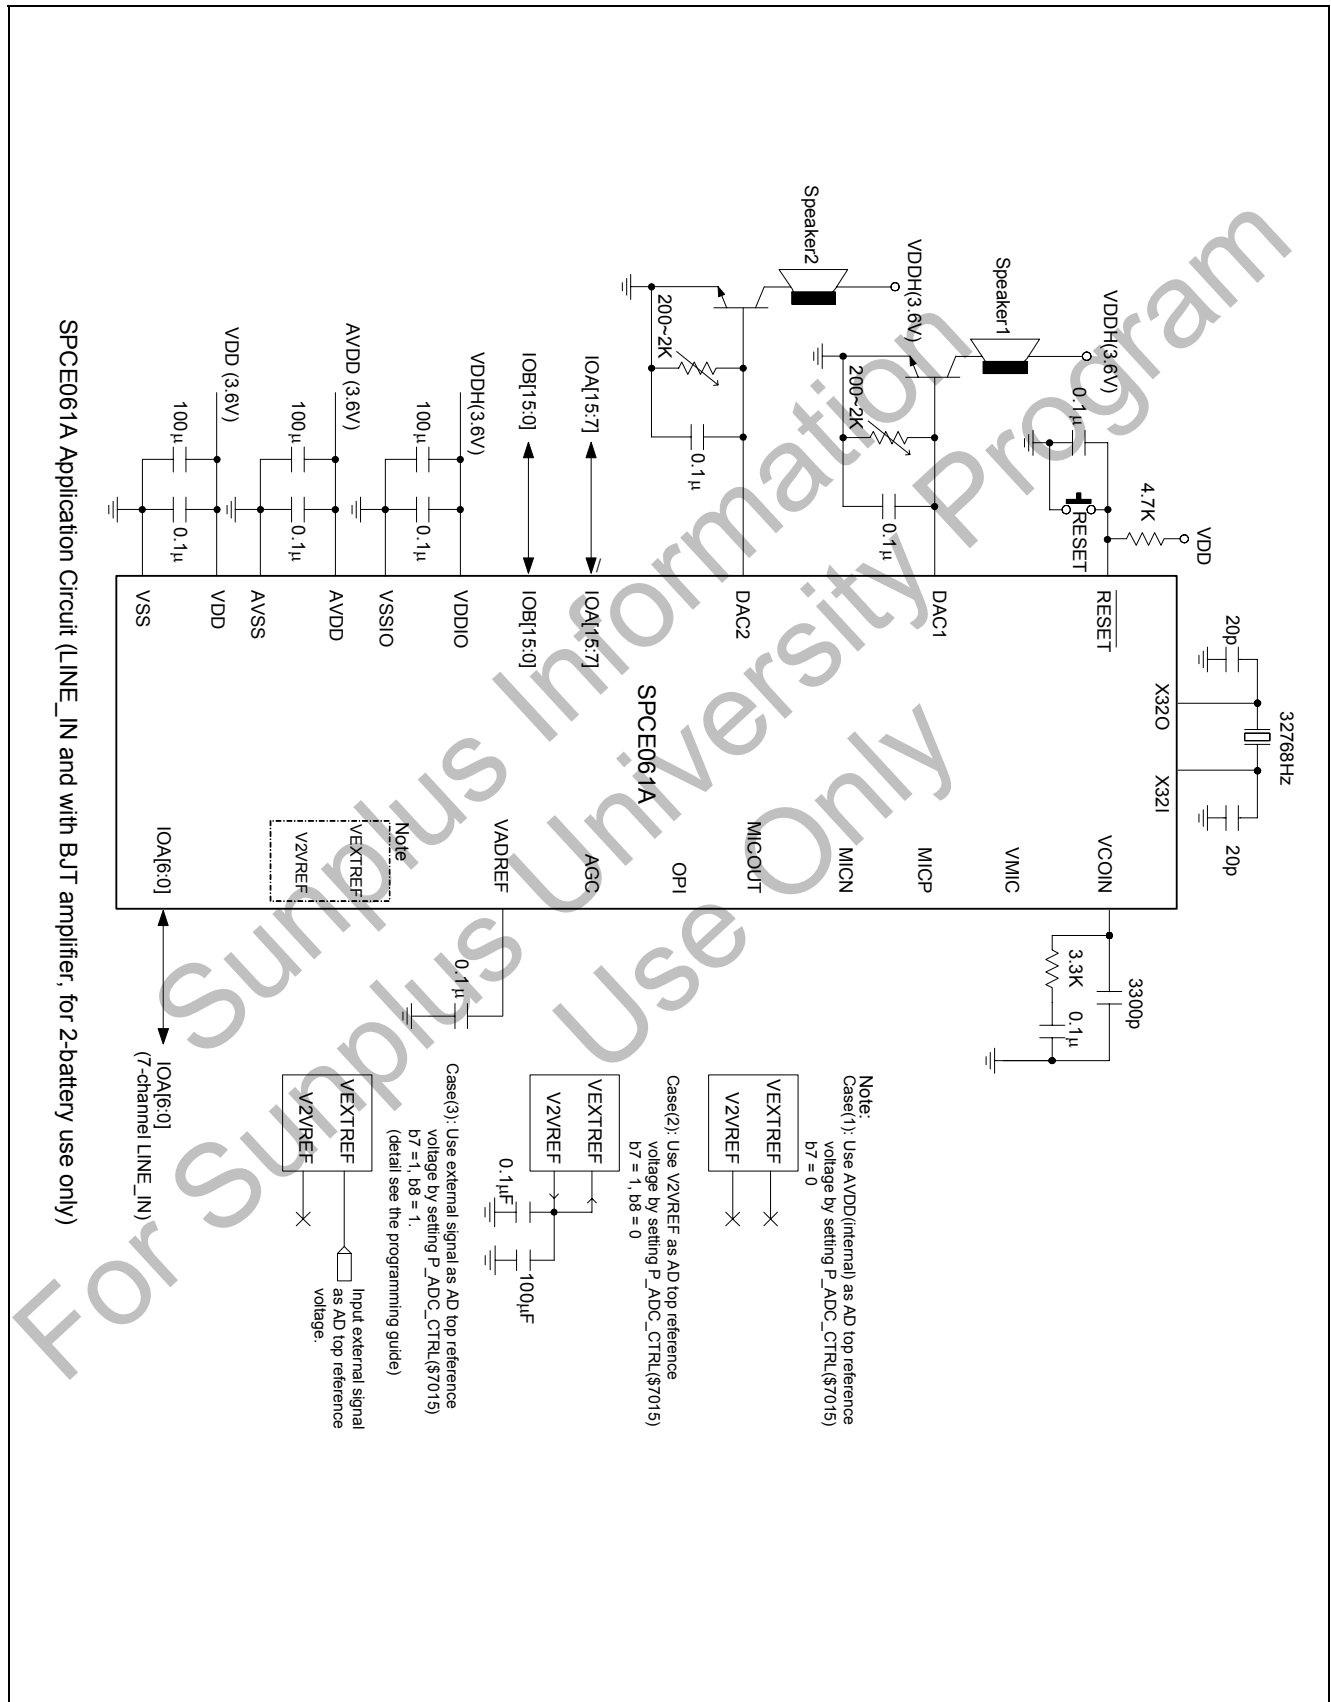 Sunplus Information
For Sunplus University Program
Use Only
Speaker2
VDDH(3.6V)
200~2K
0.1μ
Speaker1
VDDH(3.6V)
200~2K
0.1μ
0.1μ
RESET
4.7K
VDD
20p
32768Hz
20p
X32O
X32I
RESET
DAC1
DAC2
IOA[15:7]
IOA[15:7]
IOB[15:0]
IOB[15:0]
VDDH(3.6V)
100μ
0.1μ
VDDIO
VSSIO
AVDD (3.6V)
100μ
0.1μ
AVDD
AVSS
VDD (3.6V)
100μ
0.1μ
VDD
VSS
SPCE061A
VCOIN
VMIC
MICP
MICN
MICOUT
OPI
AGC
VADREF
Note
VEXTREF
V2VREF
IOA[6:0]
3.3K
0.1μ
3300p
0.1μ
IOA[6:0]
(7-channel LINE_IN)
Note:
Case(1): Use AVDD(internal) as AD top reference
voltage by setting P_ADC_CTRL($7015)
b7 = 0
VEXTREF
V2VREF
Case(2): Use V2VREF as AD top reference
voltage by setting P_ADC_CTRL($7015)
b7 = 1, b8 = 0
VEXTREF
V2VREF
0.1μF
100μF
Case(3): Use external signal as AD top reference
voltage by setting P_ADC_CTRL($7015)
b7 =1, b8 = 1.
(detail see the programming guide)
VEXTREF
V2VREF
Input external signal
as AD top reference
voltage.
SPCE061A Application Circuit (LINE_IN and with BJT amplifier, for 2-battery use only)